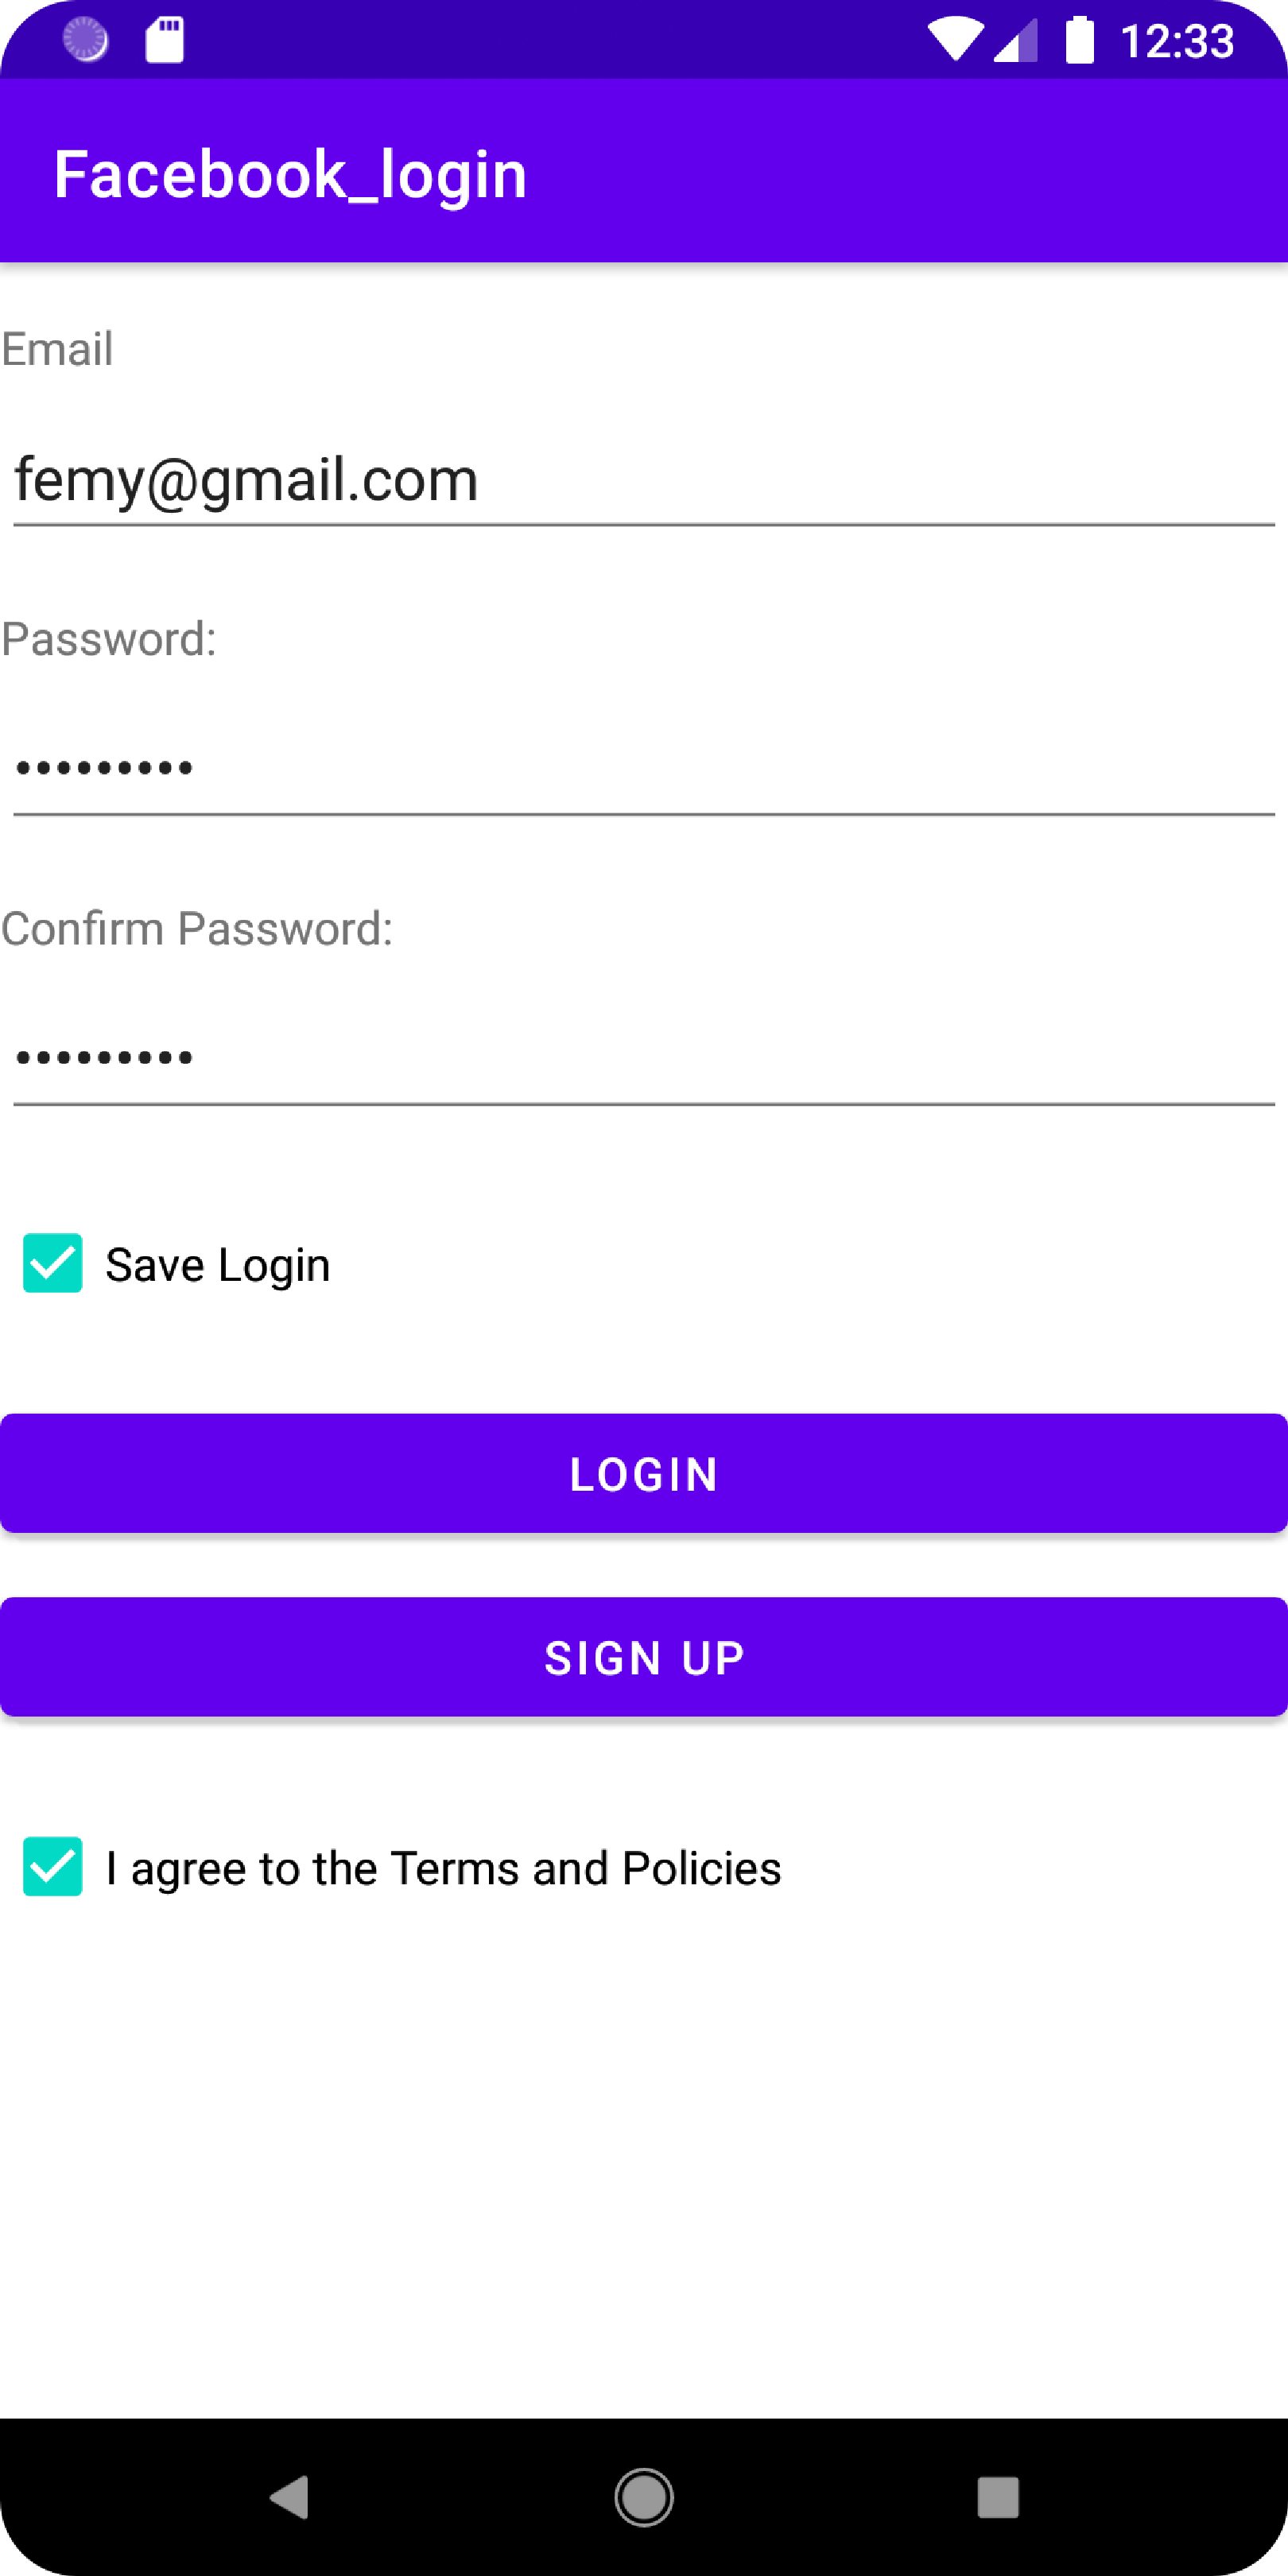 12:33
Facebook_login
Email
femy@gmail.com
Password:
•••••••••
Confirm Password:
•••••••••
Save Login
LOGIN
SIGN UP
I agree to the Terms and Policies